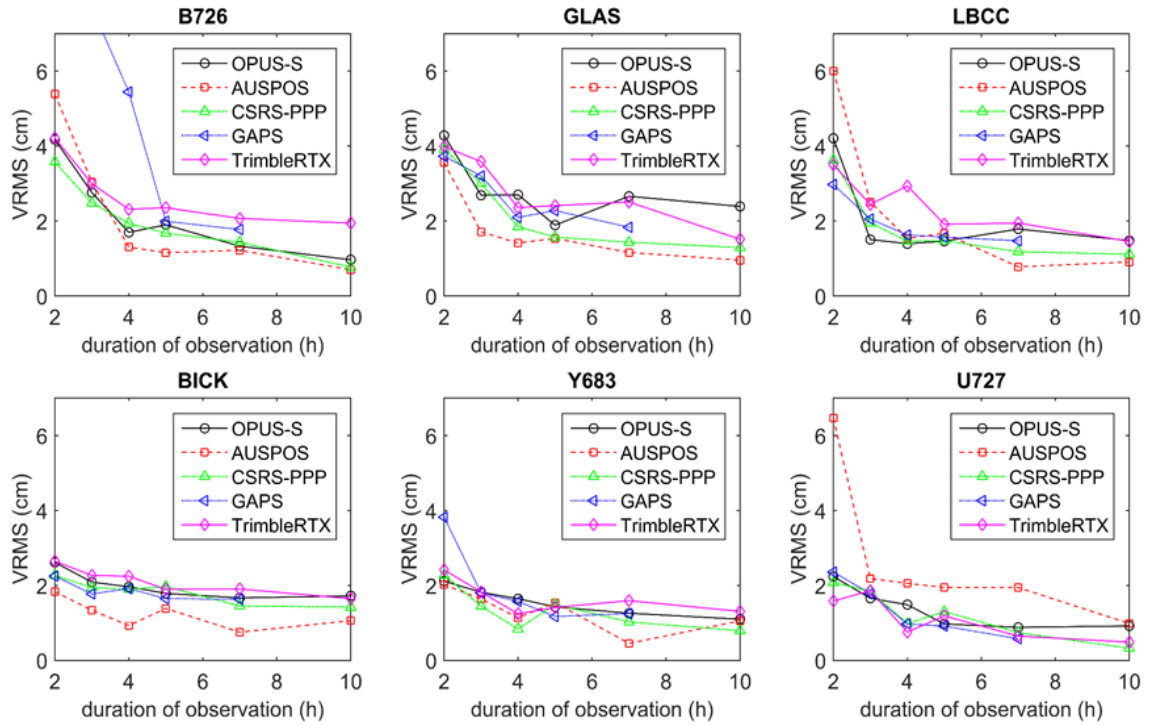 B726
VRMS (cm)
6
4
2
0
OPUS-S
AUSPOS
CSRS-PPP
GAPS
TrimbleRTX
2 4 6 8 10
duration of observation (h)
GLAS
VRMS (cm)
6
4
2
0
OPUS-S
AUSPOS
CSRS-PPP
GAPS
TrimbleRTX
2 4 6 8 10
duration of observation (h)
LBCC
VRMS (cm)
6
4
2
0
OPUS-S
AUSPOS
CSRS-PPP
GAPS
TrimbleRTX
2 4 6 8 10
duration of observation (h)
BICK
VRMS (cm)
6
4
2
0
OPUS-S
AUSPOS
CSRS-PPP
GAPS
TrimbleRTX
2 4 6 8 10
duration of observation (h)
Y683
VRMS (cm)
6
4
2
0
OPUS-S
AUSPOS
CSRS-PPP
GAPS
TrimbleRTX
2 4 6 8 10
duration of observation (h)
U727
VRMS (cm)
6
4
2
0
OPUS-S
AUSPOS
CSRS-PPP
GAPS
TrimbleRTX
2 4 6 8 10
duration of observation (h)